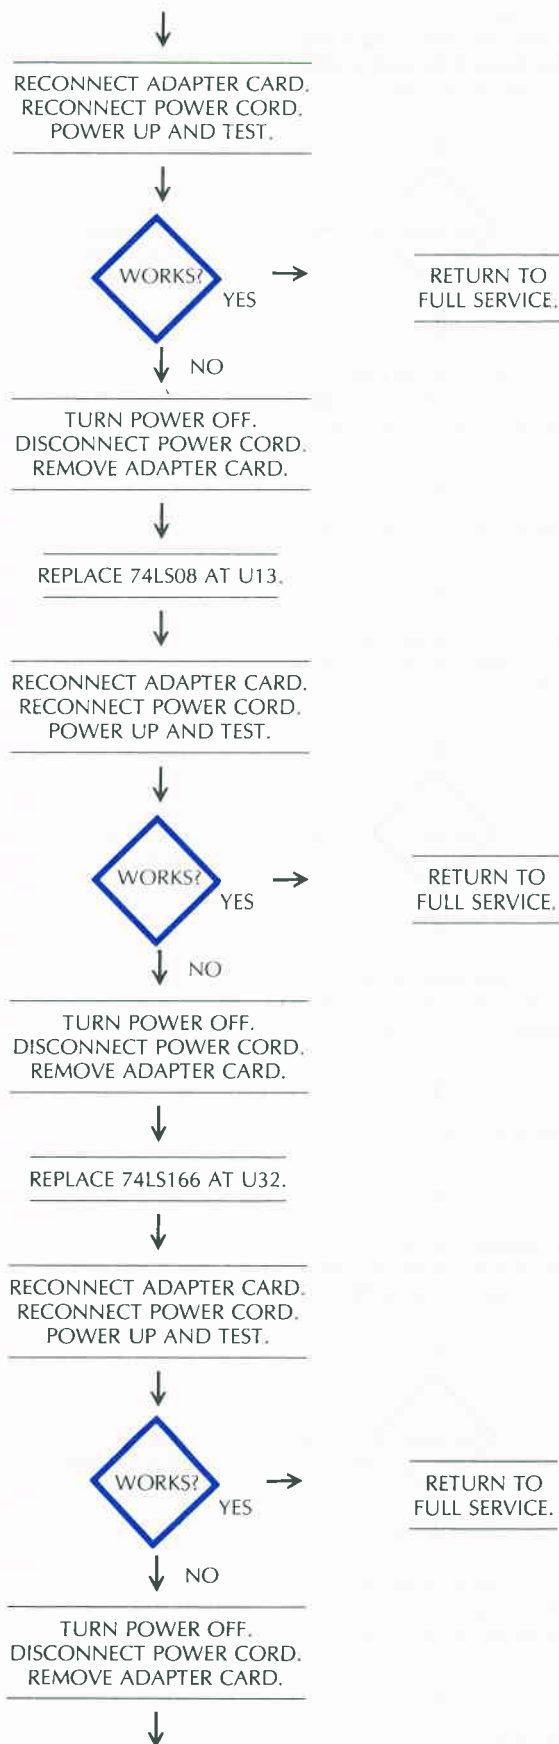 RECONNECT ADAPTER CARD.
RECONNECT POWER CORD.
POWER UP AND TEST.
WORKS?
YES
RETURN TO
FULL SERVICE.
NO
TURN POWER OFF.
DISCONNECT POWER CORD.
REMOVE ADAPTER CARD.
REPLACE 74LS08 AT U13.
RECONNECT ADAPTER CARD.
RECONNECT POWER CORD.
POWER UP AND TEST.
WORKS?
YES
RETURN TO
FULL SERVICE.
NO
TURN POWER OFF.
DISCONNECT POWER CORD.
REMOVE ADAPTER CARD.
REPLACE 74LS166 AT U32.
RECONNECT ADAPTER CARD.
RECONNECT POWER CORD.
POWER UP AND TEST.
WORKS?
YES
RETURN TO
FULL SERVICE.
NO
TURN POWER OFF.
DISCONNECT POWER CORD.
REMOVE ADAPTER CARD.